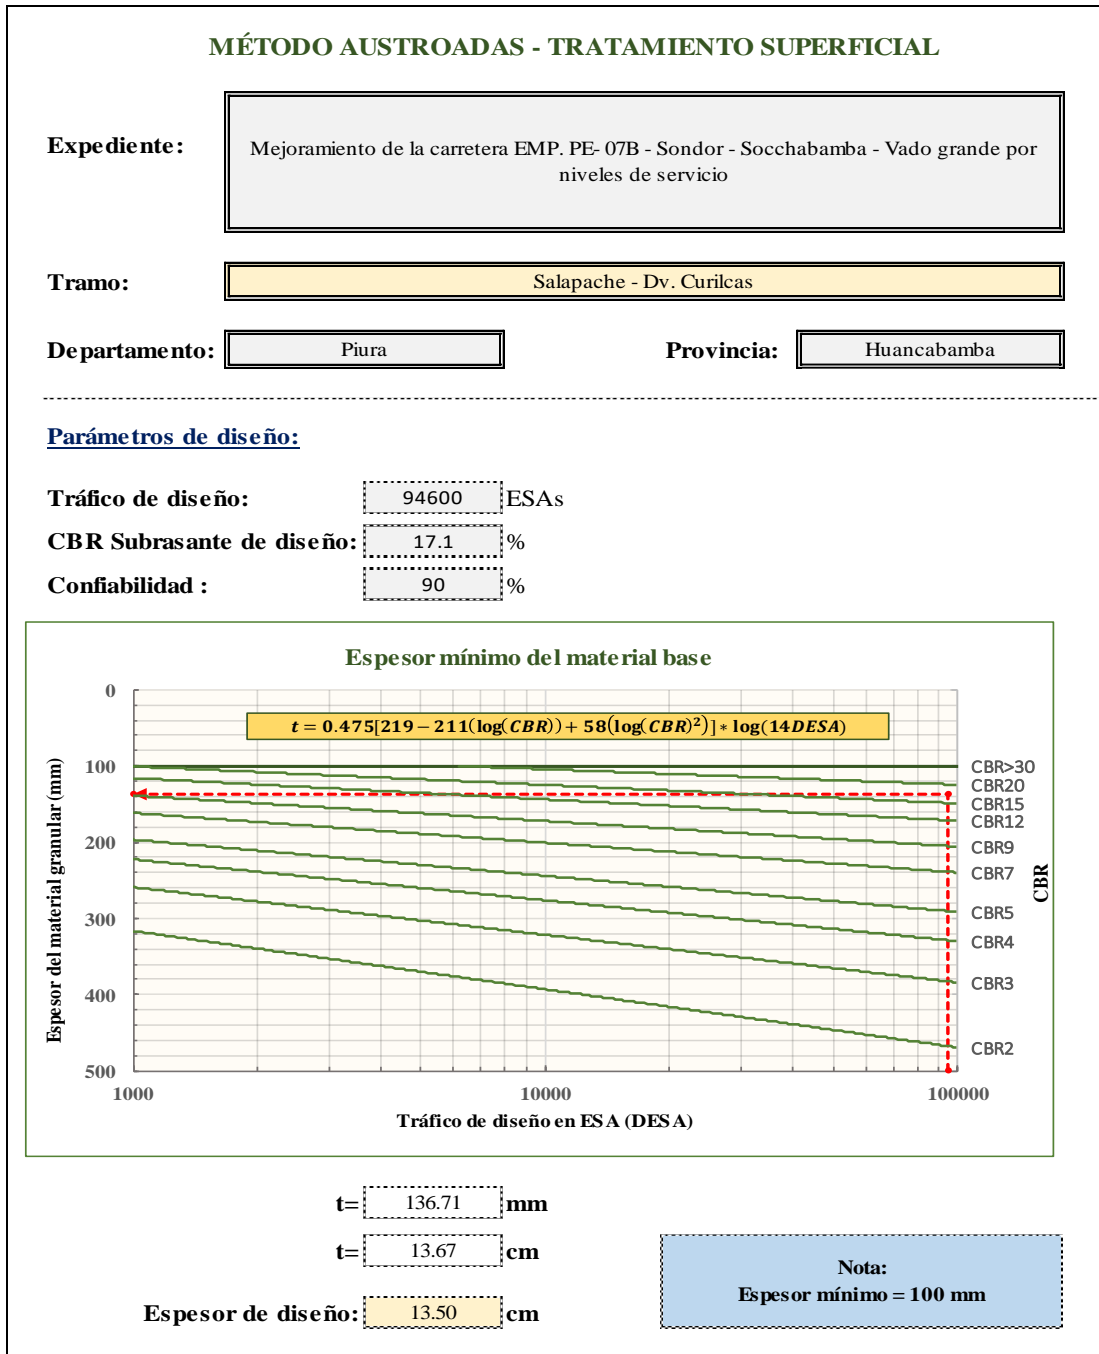 MÉTODO AUSTROADAS - TRATAMIENTO SUPERFICIAL
Expediente:
Mejoramiento de la carretera EMP. PE- 07B - Sondor - Socchabamba - Vado grande por
niveles de servicio
Tramo:
Salapache - Dv. Curilcas
Departamento:
Piura
Provincia:
Huancabamba
Parámetros de diseño:
Tráfico de diseño: 94600 ESAs
CBR Subrasante de diseño: 17.1 %
Confiabilidad : 90 %
Espesor mínimo del material base
t = 0.475[219 − 211(log(CBR)) + 58(log(CBR)²)] ∗ log(14DESA)
Espesor del material granular (mm)
0
100
200
300
400
500
CBR>30
CBR20
CBR15
CBR12
CBR9
CBR7
CBR5
CBR4
CBR3
CBR2
CBR
1000
10000
100000
Tráfico de diseño en ESA (DESA)
t= 136.71 mm
t= 13.67 cm
Espesor de diseño: 13.50 cm
Nota:
Espesor mínimo = 100 mm